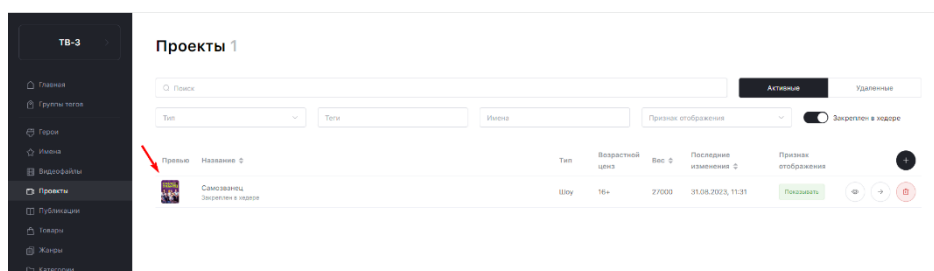 ТВ-3
Проекты 1
Главная
Группы тегов
Герои
Имена
Видеофайлы
Проекты
Публикации
Товары
Жанры
Категории
Поиск
Активные
Удаленные
Тип
Теги
Имена
Признак отображения
Закреплен в хедере
Превью
Название
Тип
Возрастной ценз
Вес
Последние изменения
Признак отображения
Самозванец
Закреплен в хедере
Шоу
16+
27000
31.08.2023, 11:31
Показывать